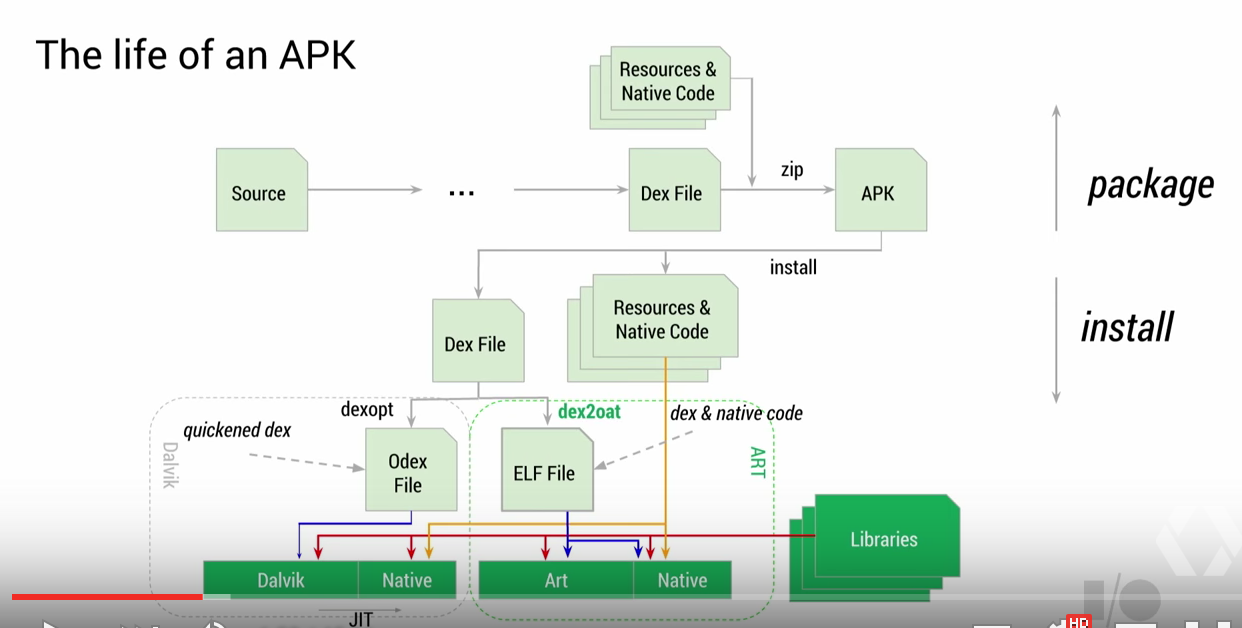 The life of an APK
Resources &
Native Code
Source
...
Dex File
zip
APK
package
install
Resources &
Native Code
install
Dex File
dexopt
dex2oat
dex & native code
quickened dex
Dalvik
Odex
File
ELF File
ART
Libraries
Dalvik
Native
Art
Native
JIT
I/O
HD